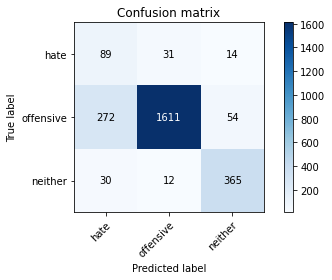 Confusion matrix
True label
hate 89 31 14
offensive 272 1611 54
neither 30 12 365
hate offensive neither
Predicted label
1600
1400
1200
1000
800
600
400
200